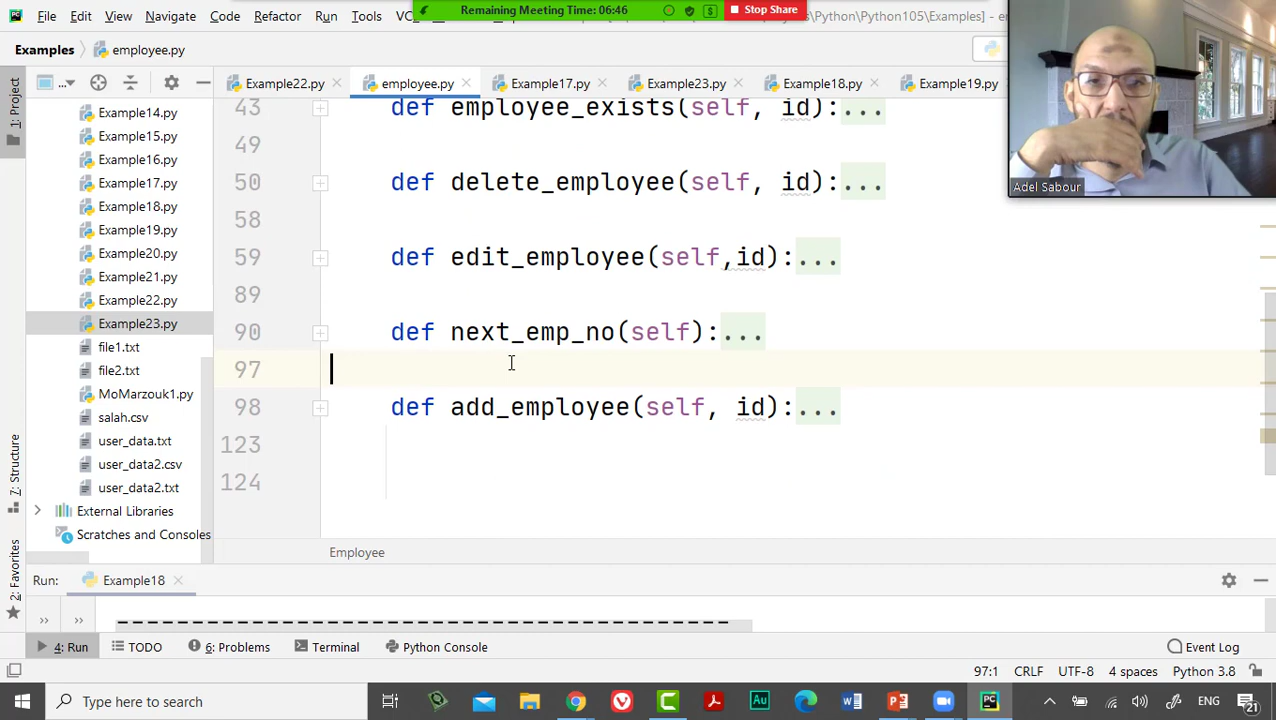 Remaining Meeting Time: 06:46
Stop Share
File Edit View Navigate Code Refactor Run Tools
\Python\Python105\Examples]
Examples
employee.py
Adel Sabour
1: Project
Example22.py
employee.py
Example17.py
Example23.py
Example18.py
Example19.py
Example14.py
Example15.py
Example16.py
Example17.py
Example18.py
Example19.py
Example20.py
Example21.py
Example22.py
Example23.py
file1.txt
file2.txt
MoMarzouk1.py
salah.csv
user_data.txt
user_data2.csv
user_data2.txt
External Libraries
Scratches and Consoles
43 def employee_exists(self, id):...
49
50 def delete_employee(self, id):...
58
59 def edit_employee(self,id):...
89
90 def next_emp_no(self):...
97
98 def add_employee(self, id):...
123
124
Employee
7: Structure
2: Favorites
Run: Example18
--------------------------------------------
4: Run TODO 6: Problems Terminal Python Console Event Log
97:1 CRLF UTF-8 4 spaces Python 3.8
Type here to search
ENG
21